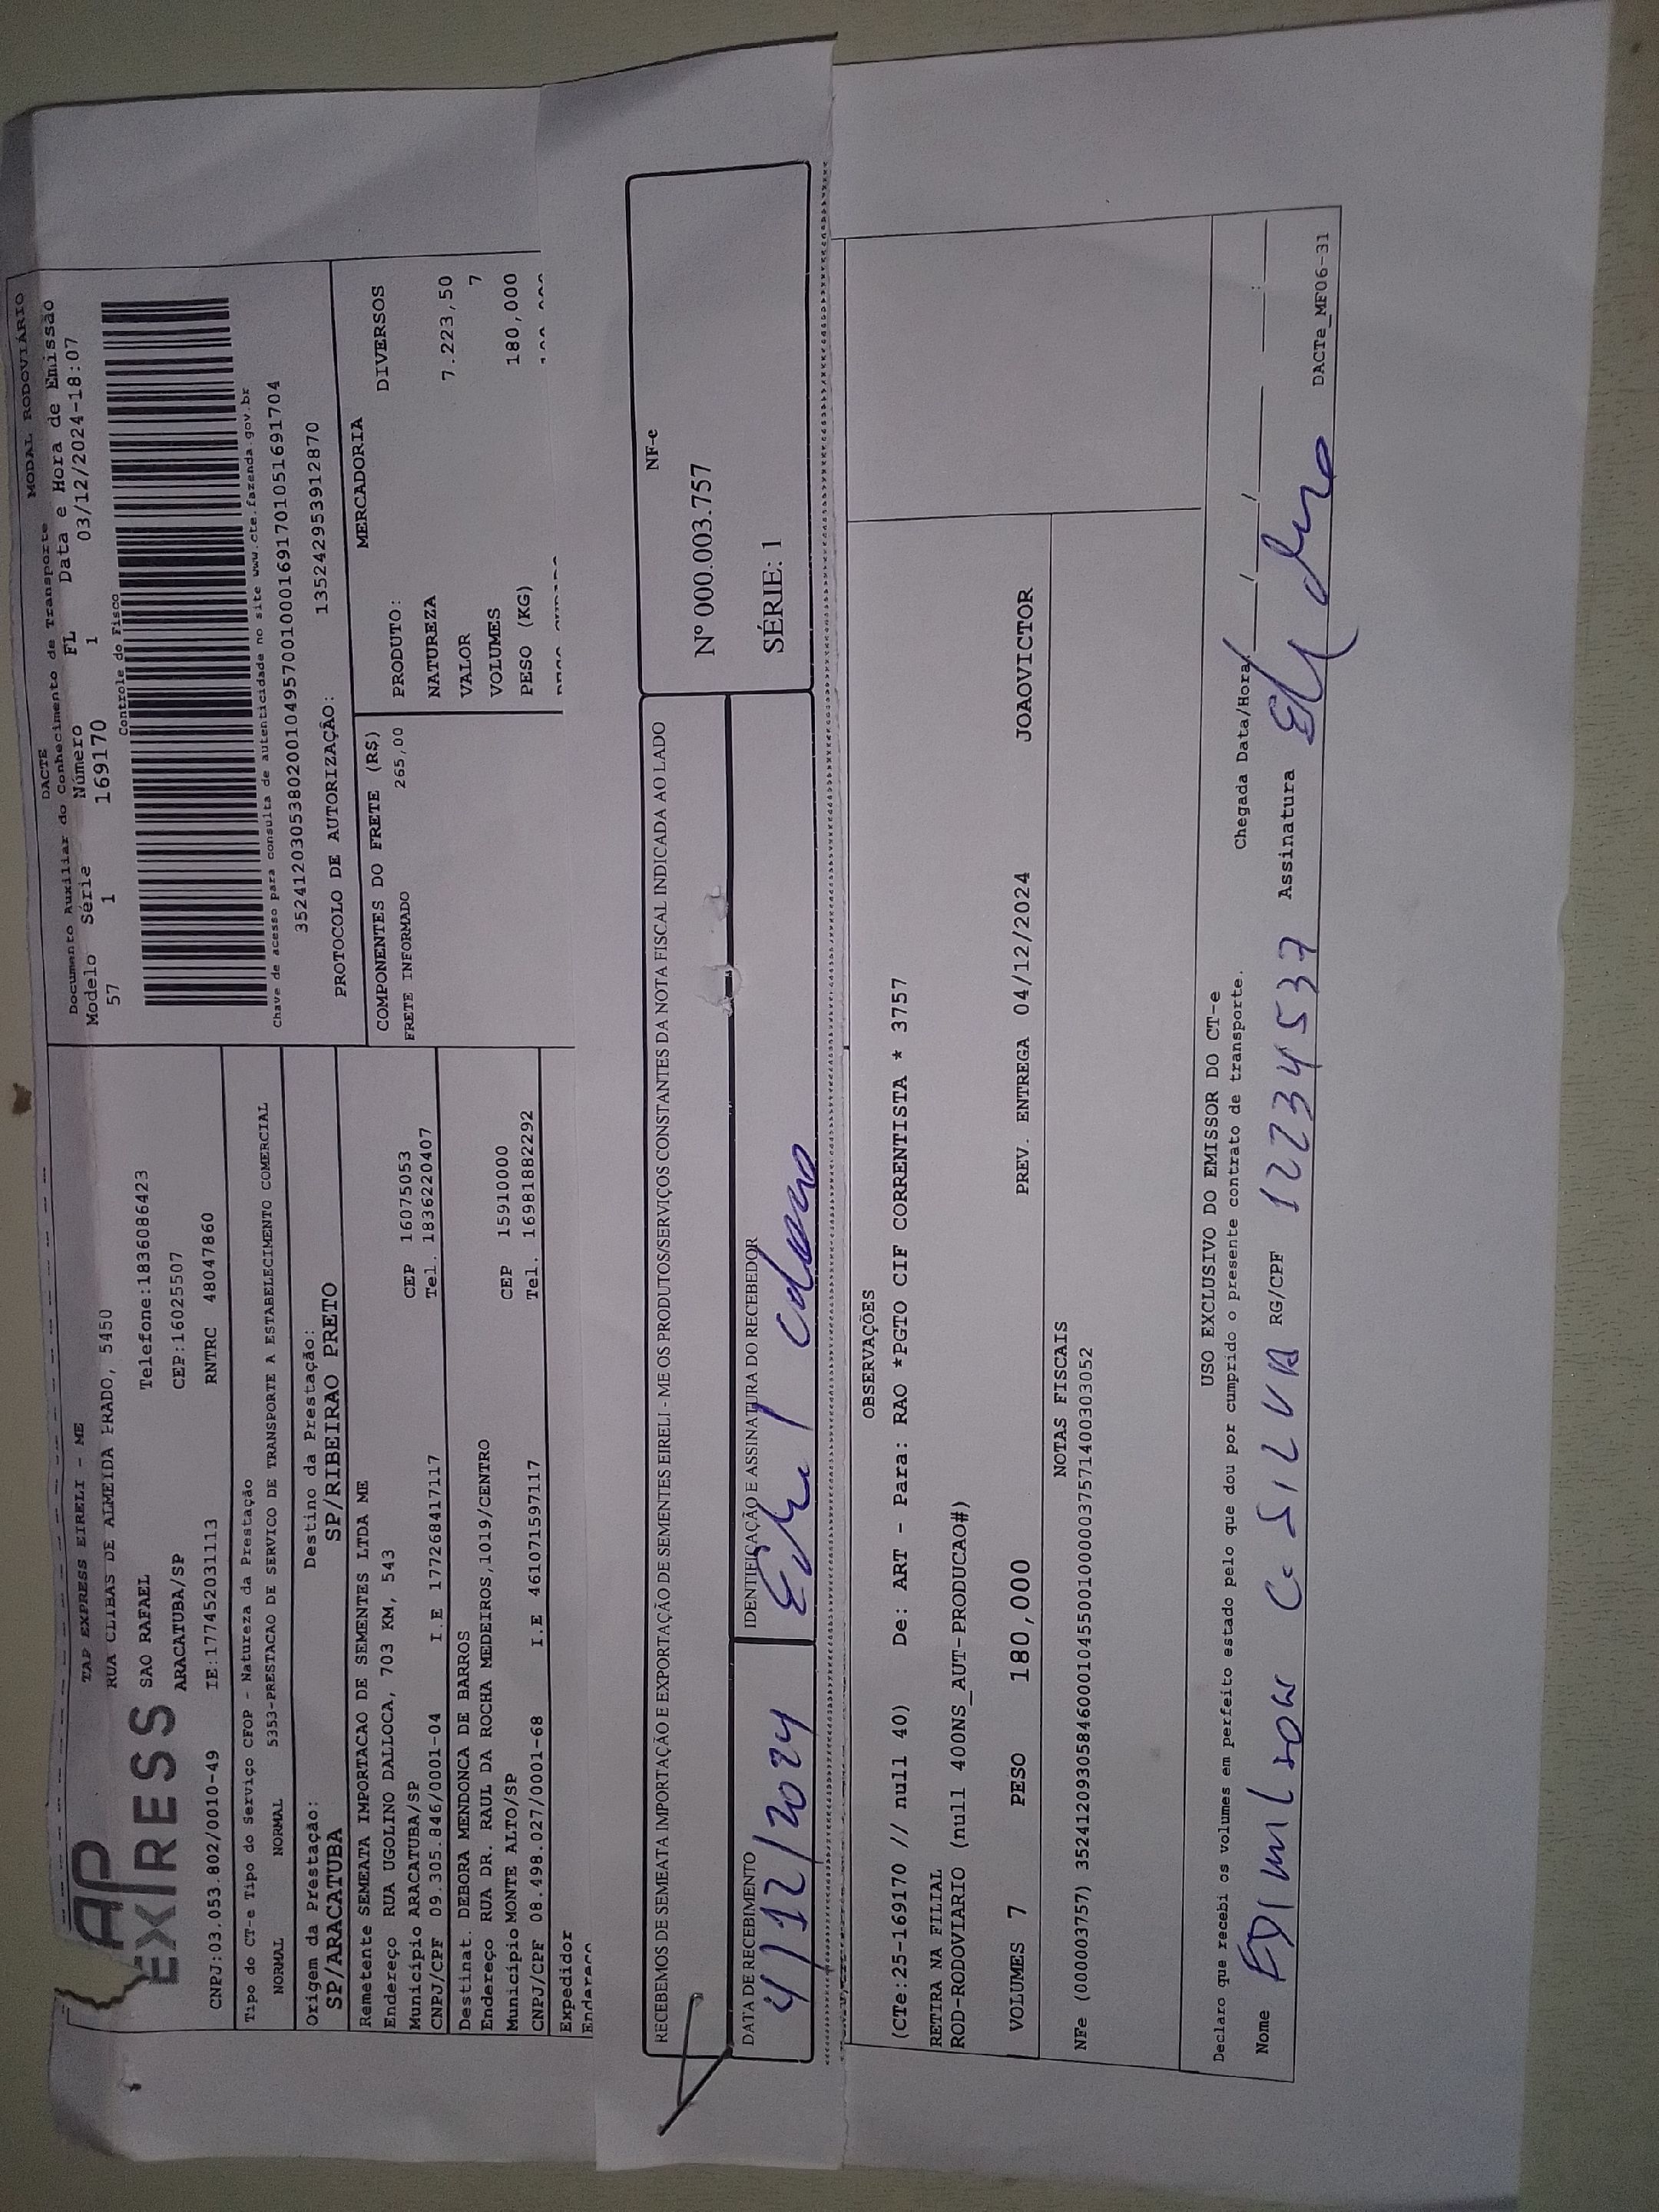 MODAL RODOVIÁRIO
DACTE
Documento Auxiliar do Conhecimento de Transporte
Modelo Série Número FL Data e Hora de Emissão
57 1 169170 1 03/12/2024-18:07
Controle do Fisco
Chave de acesso para consulta de autenticidade no site www.cte.fazenda.gov.br
35241203053802001049570010001691701051691704
PROTOCOLO DE AUTORIZAÇÃO: 135242953912870
AP EXPRESS
TAP EXPRESS EIRELI - ME
RUA CLIBAS DE ALMEIDA PRADO, 5450
SAO RAFAEL Telefone:1836086423
ARACATUBA/SP CEP:16025507
CNPJ:03.053.802/0010-49 IE:177452031113 RNTRC 48047860
Tipo do CT-e Tipo do Serviço CFOP - Natureza da Prestação
NORMAL NORMAL 5353-PRESTACAO DE SERVICO DE TRANSPORTE A ESTABELECIMENTO COMERCIAL
Origem da Prestação: Destino da Prestação:
SP/ARACATUBA SP/RIBEIRAO PRETO
Remetente SEMEATA IMPORTACAO DE SEMENTES LTDA ME
Endereço RUA UGOLINO DALLOCA, 703 KM, 543 CEP 16075053
Município ARACATUBA/SP Tel. 1836220407
CNPJ/CPF 09.305.846/0001-04 I.E 177268417117
Destinat. DEBORA MENDONCA DE BARROS
Endereço RUA DR. RAUL DA ROCHA MEDEIROS,1019/CENTRO
Município MONTE ALTO/SP CEP 15910000
CNPJ/CPF 08.498.027/0001-68 I.E 461071597117 Tel. 16981882292
Expedidor
Endereço
COMPONENTES DO FRETE (R$)
FRETE INFORMADO 265,00
MERCADORIA
PRODUTO: DIVERSOS
NATUREZA
VALOR 7.223,50
VOLUMES 7
PESO (KG) 180,000
RECEBEMOS DE SEMEATA IMPORTAÇÃO E EXPORTAÇÃO DE SEMENTES EIRELI - ME OS PRODUTOS/SERVIÇOS CONSTANTES DA NOTA FISCAL INDICADA AO LADO
DATA DE RECEBIMENTO IDENTIFICAÇÃO E ASSINATURA DO RECEBEDOR
4/12/2024
NF-e
Nº 000.003.757
SÉRIE: 1
OBSERVAÇÕES
(CTe:25-169170 // null 40) De: ART - Para: RAO *PGTO CIF CORRENTISTA * 3757
RETIRA NA FILIAL
ROD-RODOVIARIO (null 400NS_AUT-PRODUCAO#)
VOLUMES 7 PESO 180,000 PREV. ENTREGA 04/12/2024 JOAOVICTOR
NOTAS FISCAIS
NFe (000003757) 35241209305846000104550010000037571400303052
USO EXCLUSIVO DO EMISSOR DO CT-e
Declaro que recebi os volumes em perfeito estado pelo que dou por cumprido o presente contrato de transporte.
Chegada Data/Hora
Nome EDimlson C. SILVA RG/CPF 122344537 Assinatura
DACTe_MF06-31